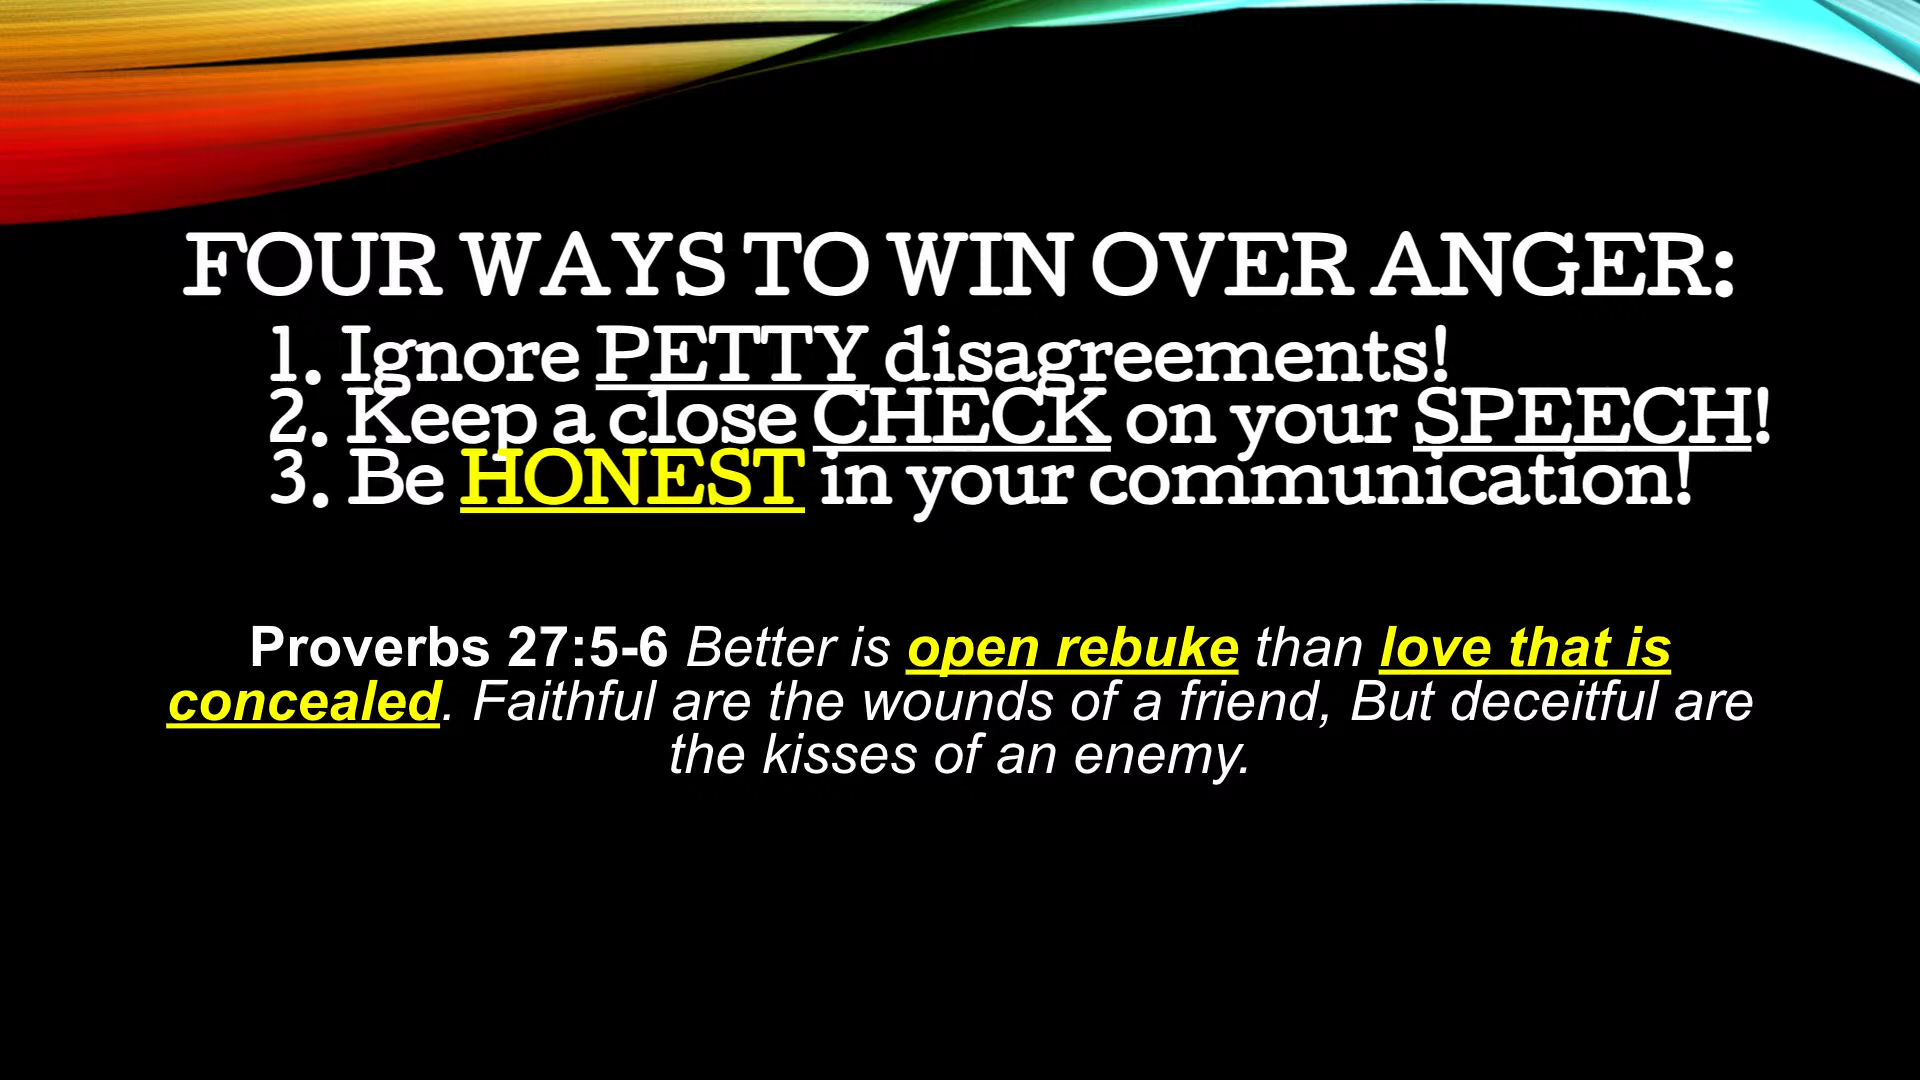 FOUR WAYS TO WIN OVER ANGER:
1. Ignore PETTY disagreements!
2. Keep a close CHECK on your SPEECH!
3. Be HONEST in your communication!
Proverbs 27:5-6 Better is open rebuke than love that is
concealed. Faithful are the wounds of a friend, But deceitful are
the kisses of an enemy.